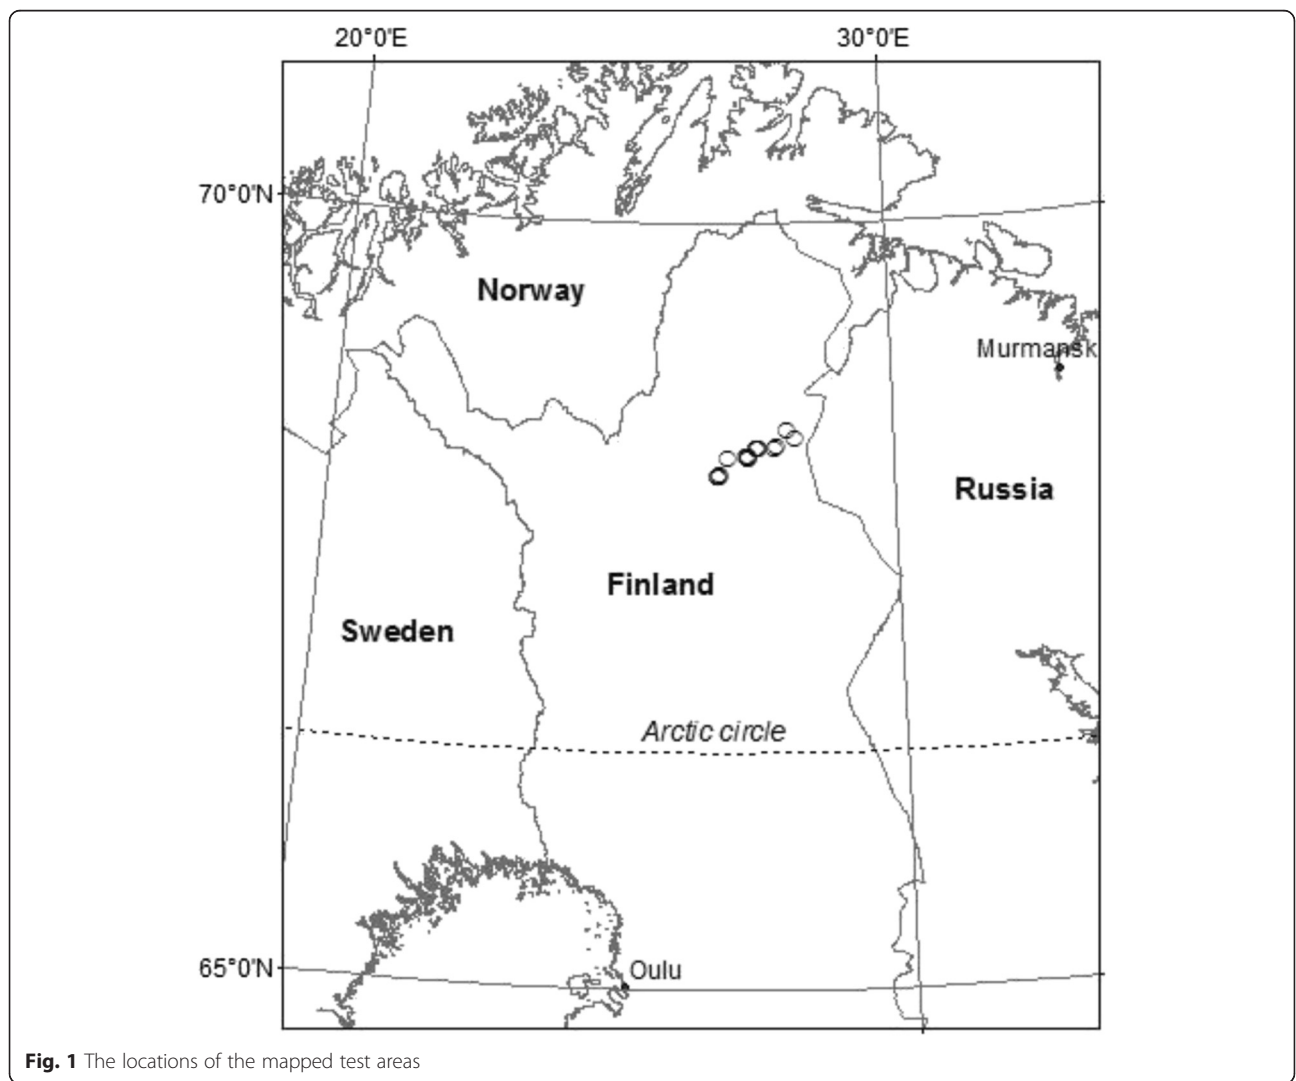 20°0'E 30°0'E
70°0'N
Norway
Murmansk
Russia
Finland
Sweden
Arctic circle
65°0'N
Oulu
Fig. 1 The locations of the mapped test areas